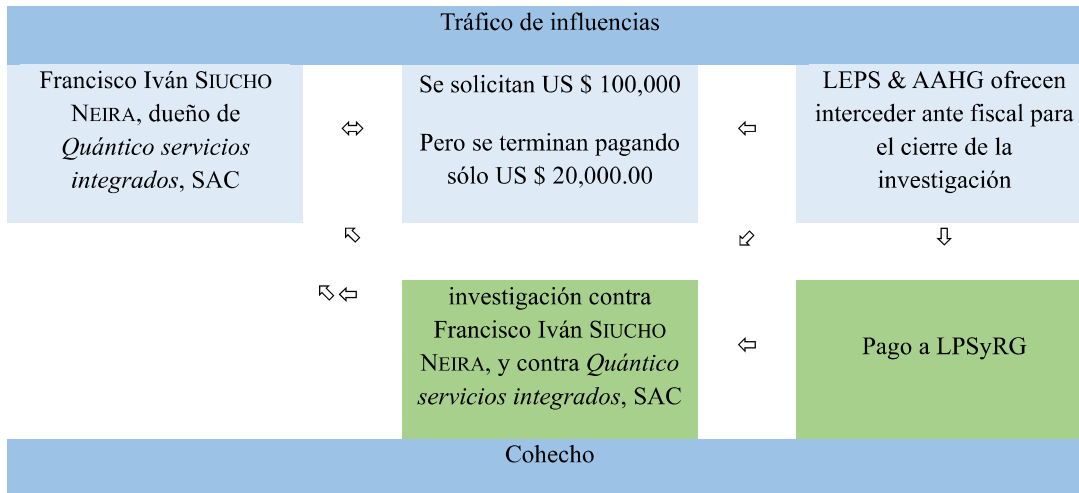 Tráfico de influencias
Francisco Iván SIUCHO
NEIRA, dueño de
Quántico servicios
integrados, SAC
⬄
Se solicitan US $ 100,000
Pero se terminan pagando
sólo US $ 20,000.00
⇦
LEPS & AAHG ofrecen
interceder ante fiscal para
el cierre de la
investigación
⬁
⬃
⇩
⬁⇦
investigación contra
Francisco Iván SIUCHO
NEIRA, y contra Quántico
servicios integrados, SAC
⇦
Pago a LPSyRG
Cohecho